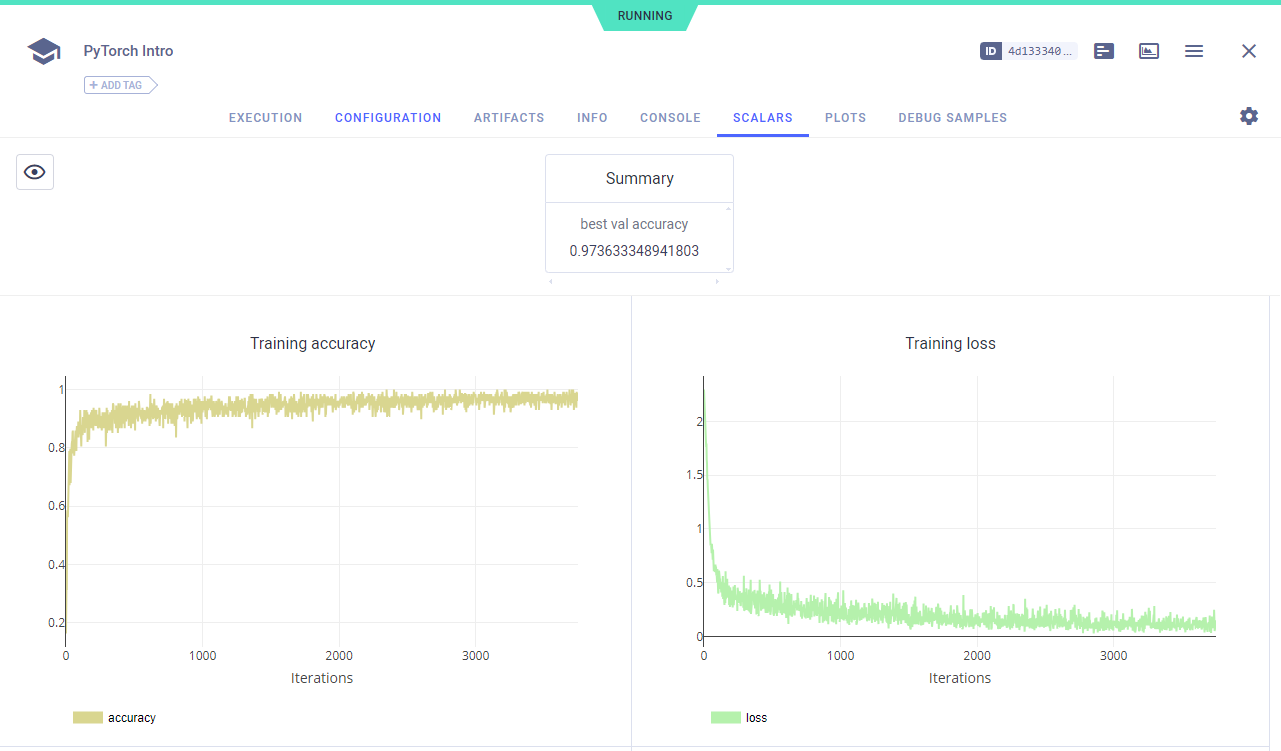 RUNNING
PyTorch Intro
ID 4d133340 ...
+ ADD TAG
EXECUTION CONFIGURATION ARTIFACTS INFO CONSOLE SCALARS PLOTS DEBUG SAMPLES
Summary
best val accuracy
0.973633348941803
Training accuracy
1
0.8
0.6
0.4
0.2
0 1000 2000 3000
Iterations
accuracy
Training loss
2
1.5
1
0.5
0
0 1000 2000 3000
Iterations
loss